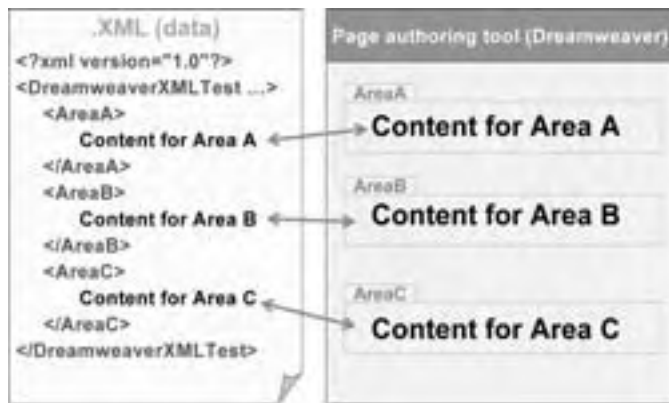 .XML (data)
<?xml version="1.0"?>
<DreamweaverXMLTest ...>
<AreaA>
Content for Area A
</AreaA>
<AreaB>
Content for Area B
</AreaB>
<AreaC>
Content for Area C
</AreaC>
</DreamweaverXMLTest>
Page authoring tool (Dreamweaver)
AreaA
Content for Area A
AreaB
Content for Area B
AreaC
Content for Area C